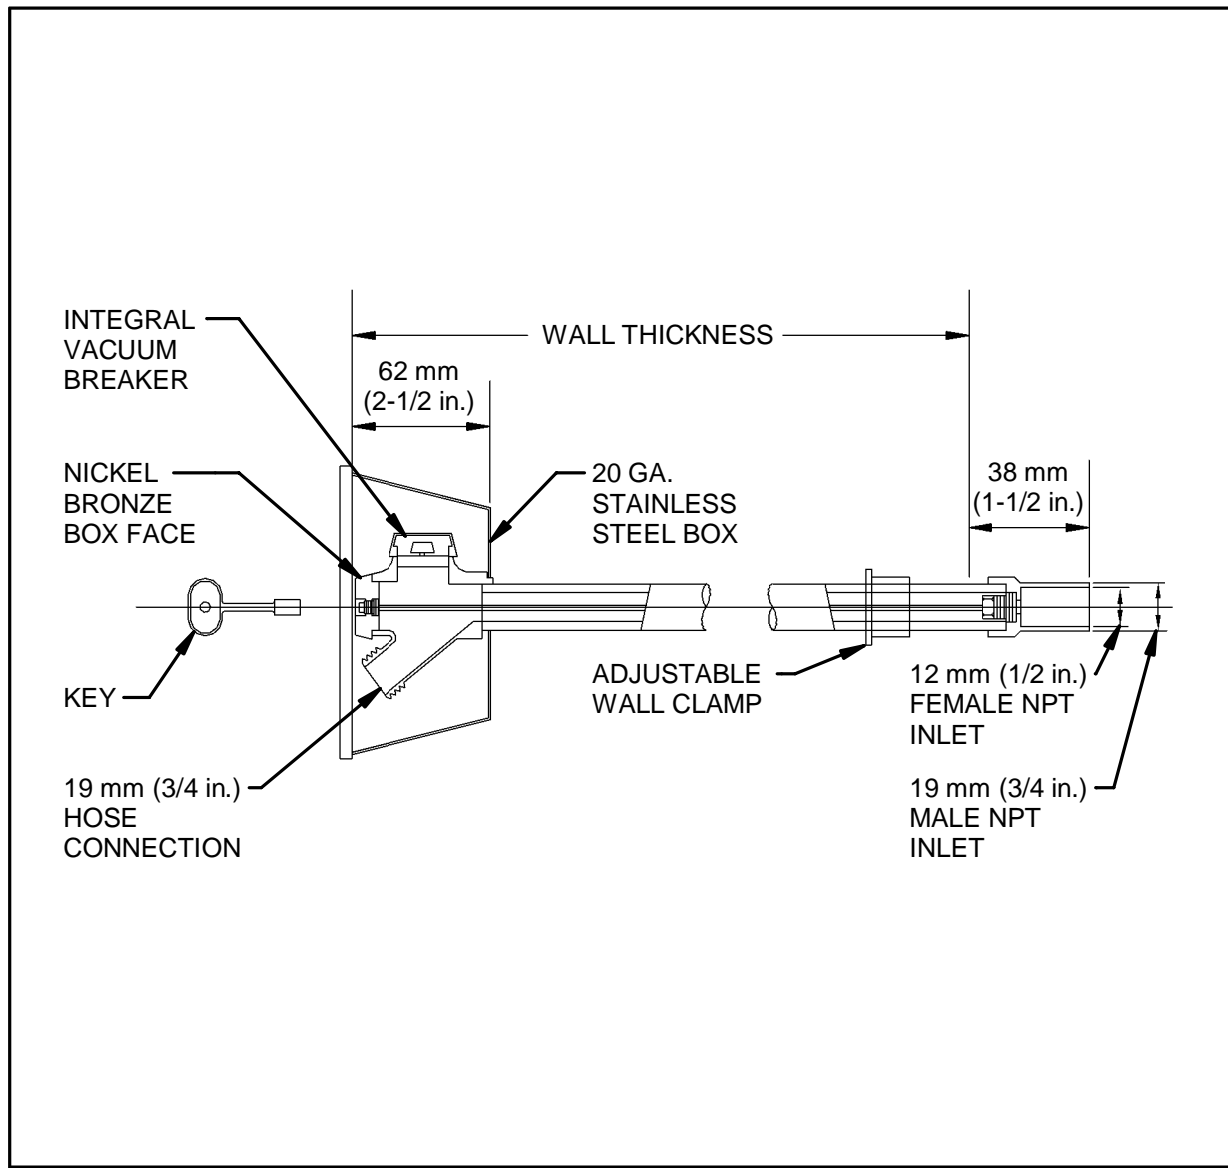 INTEGRAL
VACUUM
BREAKER
WALL THICKNESS
62 mm
(2-1/2 in.)
NICKEL
BRONZE
BOX FACE
20 GA.
STAINLESS
STEEL BOX
38 mm
(1-1/2 in.)
KEY
ADJUSTABLE
WALL CLAMP
12 mm (1/2 in.)
FEMALE NPT
INLET
19 mm (3/4 in.)
HOSE
CONNECTION
19 mm (3/4 in.)
MALE NPT
INLET